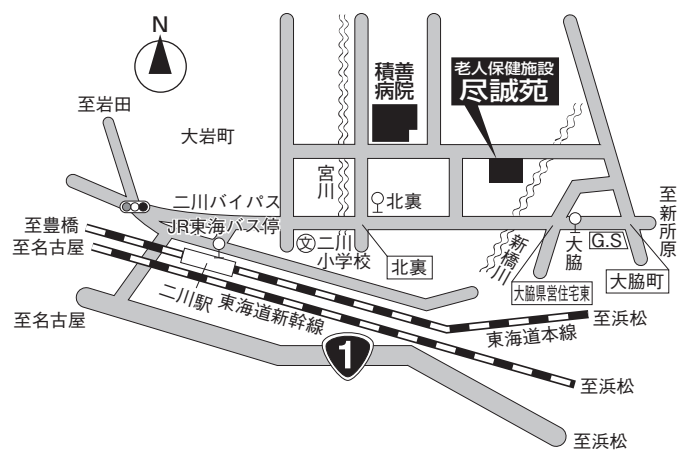 N
至岩田
大岩町
積善
病院
老人保健施設
尽誠苑
宮川
北裏
二川バイパス
JR東海バス停
至豊橋
至名古屋
文
二川
小学校
北裏
新橋川
大脇
G.S
至新所原
大脇県営住宅東
大脇町
二川駅
東海道新幹線
至名古屋
1
東海道本線
至浜松
至浜松
至浜松